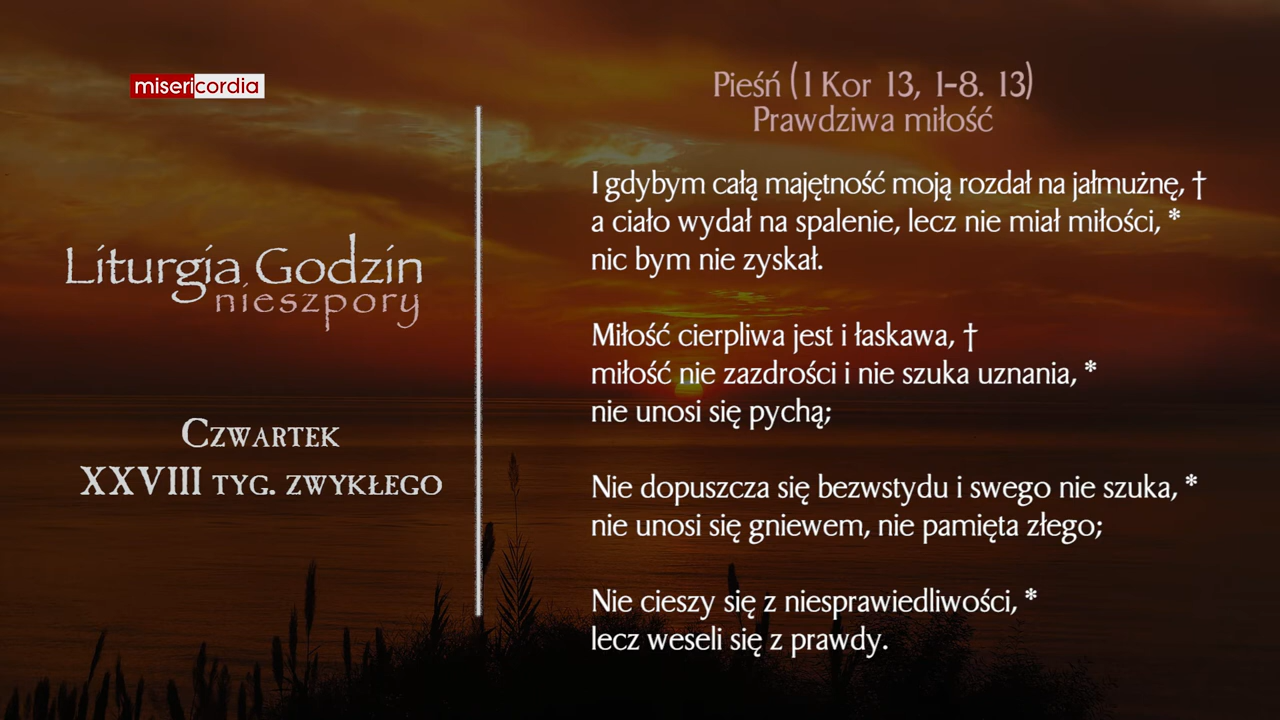 misericordia
Liturgia Godzin
nieszpory
Czwartek
XXVIII tyg. zwykłego
Pieśń (1 Kor 13, 1-8. 13)
Prawdziwa miłość
I gdybym całą majętność moją rozdał na jałmużnę, †
a ciało wydał na spalenie, lecz nie miał miłości, *
nic bym nie zyskał.
Miłość cierpliwa jest i łaskawa, †
miłość nie zazdrości i nie szuka uznania, *
nie unosi się pychą;
Nie dopuszcza się bezwstydu i swego nie szuka, *
nie unosi się gniewem, nie pamięta złego;
Nie cieszy się z niesprawiedliwości, *
lecz weseli się z prawdy.